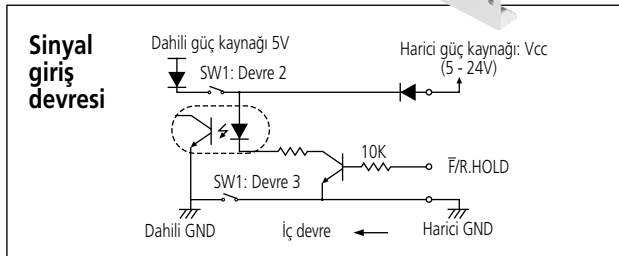 Sinyal
giriş
devresi
Dahili güç kaynağı 5V
Harici güç kaynağı: Vcc
(5 - 24V)
SW1: Devre 2
10K
F̅/R.HOLD
SW1: Devre 3
Dahili GND
İç devre
Harici GND